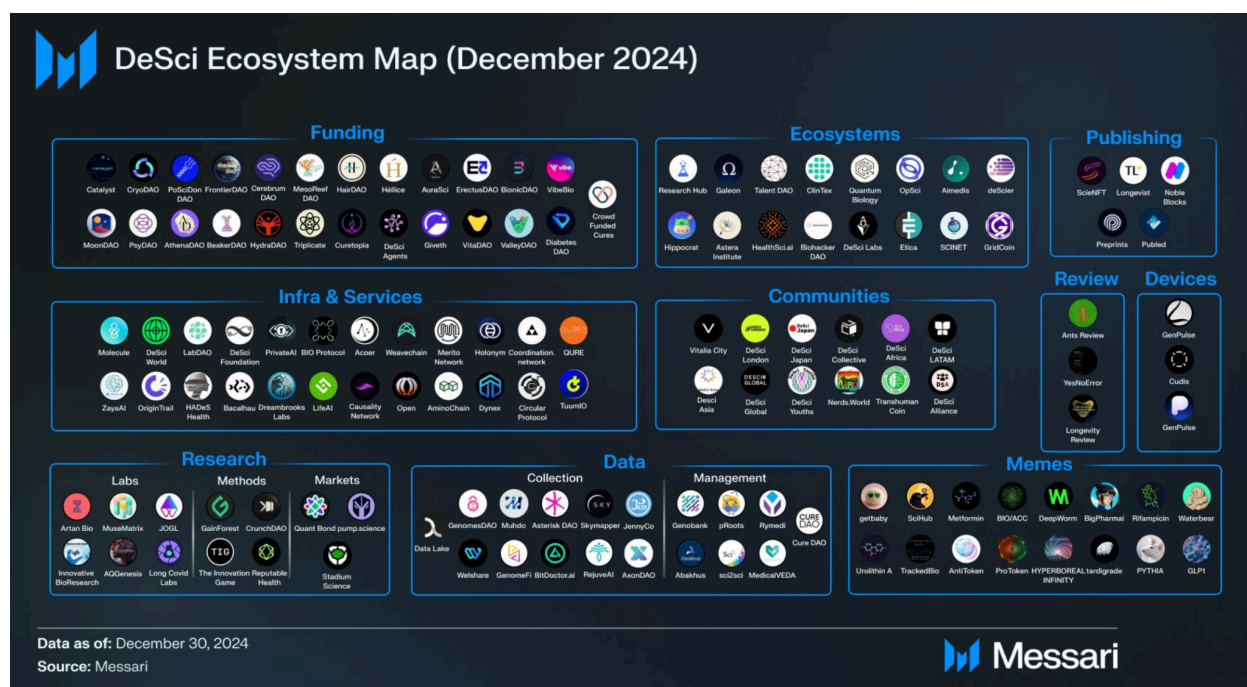 DeSci Ecosystem Map (December 2024)
Funding
Catalyst CryoDAO PoSciDon DAO FrontierDAO Cerebrum DAO MesoReef DAO HairDAO Héllice AuraSci ErectusDAO BionicDAO VibeBio
Crowd Funded Cures
MoonDAO PsyDAO AthenaDAO BeakerDAO HydraDAO Triplicate Curetopia DeSci Agents Giveth VitaDAO ValleyDAO Diabetes DAO
Ecosystems
Research Hub Galeon Talent DAO ClinTex Quantum Biology OpSci Aimedis deScier
Hippocrat Astera Institute HealthSci.ai Biohacker DAO DeSci Labs Etica SCINET GridCoin
Publishing
ScieNFT Longevist Noble Blocks
Preprints Publed
Infra & Services
Molecule DeSci World LabDAO DeSci Foundation PrivateAI BIO Protocol Acoer Weavechain Merito Network Holonym Coordination. network QURE
ZayaAI OriginTrail HADeS Health Bacalhau Dreambrooks Labs LifeAI Causality Network Open AminoChain Dynex Circular Protocol TuumIO
Communities
Vitalia City DeSci London DeSci Japan DeSci Collective DeSci Africa DeSci LATAM
Desci Asia DeSci Global DeSci Youths Nerds.World Transhuman Coin DeSci Alliance
Review
Ants Review
YesNoError
Longevity Review
Devices
GenPulse
Cudis
GenPulse
Research
Labs
Artan Bio MuseMatrix JOGL
Innovative BioResearch AQGenesis Long Covid Labs
Methods
GainForest CrunchDAO
TIG
The Innovation Game Reputable Health
Markets
Quant Bond pump.science
Stadium Science
Data
Collection
Data Lake
GenomesDAO Muhdo Asterisk DAO Skymapper JennyCo
Welshare GenomeFi BitDoctor.ai RejuveAI AxonDAO
Management
Genobank pRoots Rymedi
CURE DAO
Cure DAO
Abakhus sci2sci MedicalVEDA
Memes
getbaby SciHub Metformin BIO/ACC DeepWorm BigPharmai Rifampicin Waterbear
Urolithin A TrackedBio AntiToken ProToken HYPERBOREAL INFINITY tardigrade PYTHIA GLP1
Data as of: December 30, 2024
Source: Messari
Messari